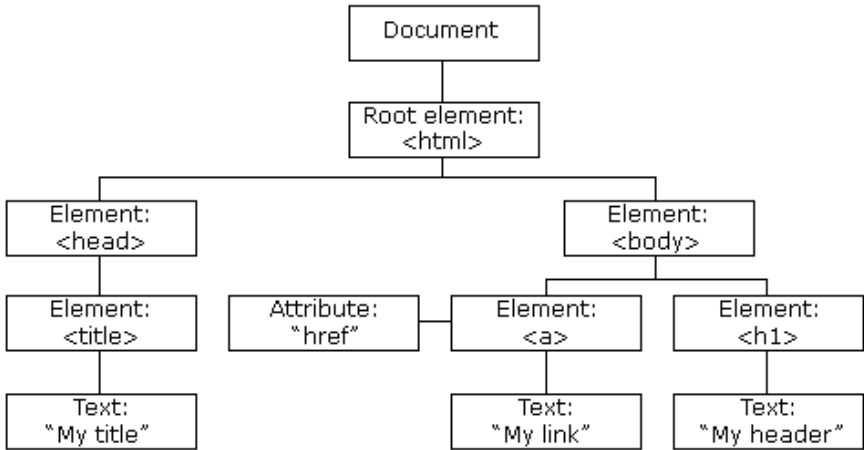 Document
Root element:
<html>
Element:
<head>
Element:
<body>
Element:
<title>
Attribute:
“href”
Element:
<a>
Element:
<h1>
Text:
“My title”
Text:
“My link”
Text:
“My header”